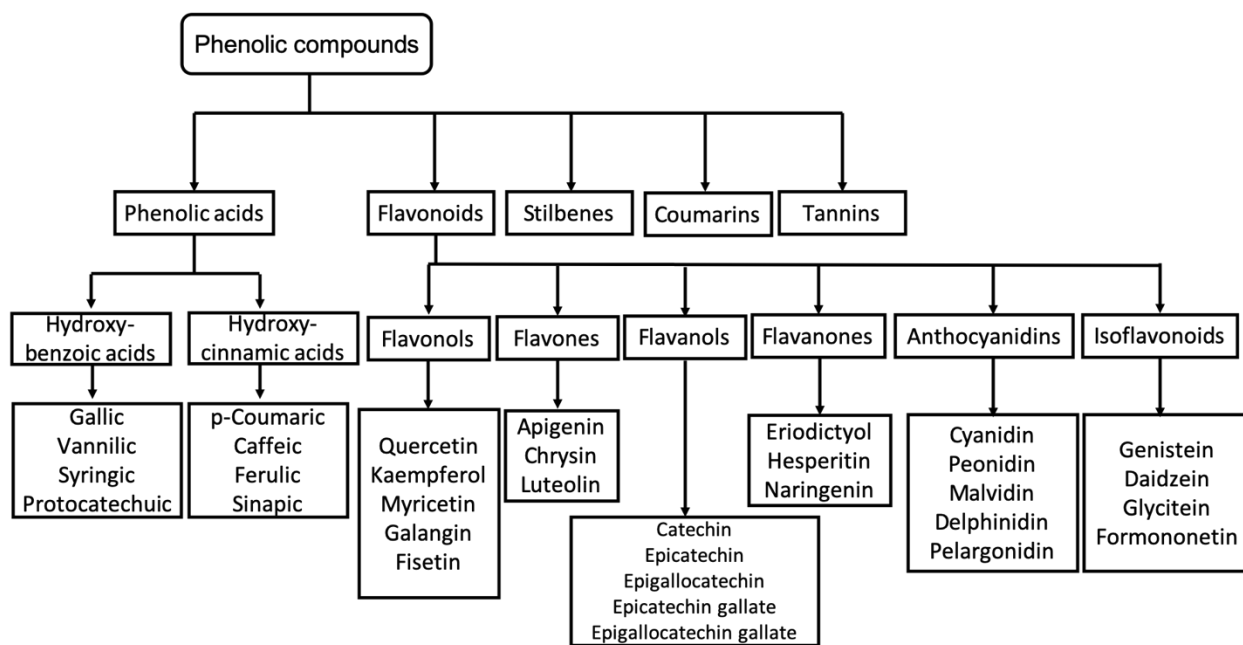 Phenolic compounds
Phenolic acids
Flavonoids
Stilbenes
Coumarins
Tannins
Hydroxy-
benzoic acids
Hydroxy-
cinnamic acids
Flavonols
Flavones
Flavanols
Flavanones
Anthocyanidins
Isoflavonoids
Gallic
Vannilic
Syringic
Protocatechuic
p-Coumaric
Caffeic
Ferulic
Sinapic
Quercetin
Kaempferol
Myricetin
Galangin
Fisetin
Apigenin
Chrysin
Luteolin
Catechin
Epicatechin
Epigallocatechin
Epicatechin gallate
Epigallocatechin gallate
Eriodictyol
Hesperitin
Naringenin
Cyanidin
Peonidin
Malvidin
Delphinidin
Pelargonidin
Genistein
Daidzein
Glycitein
Formononetin